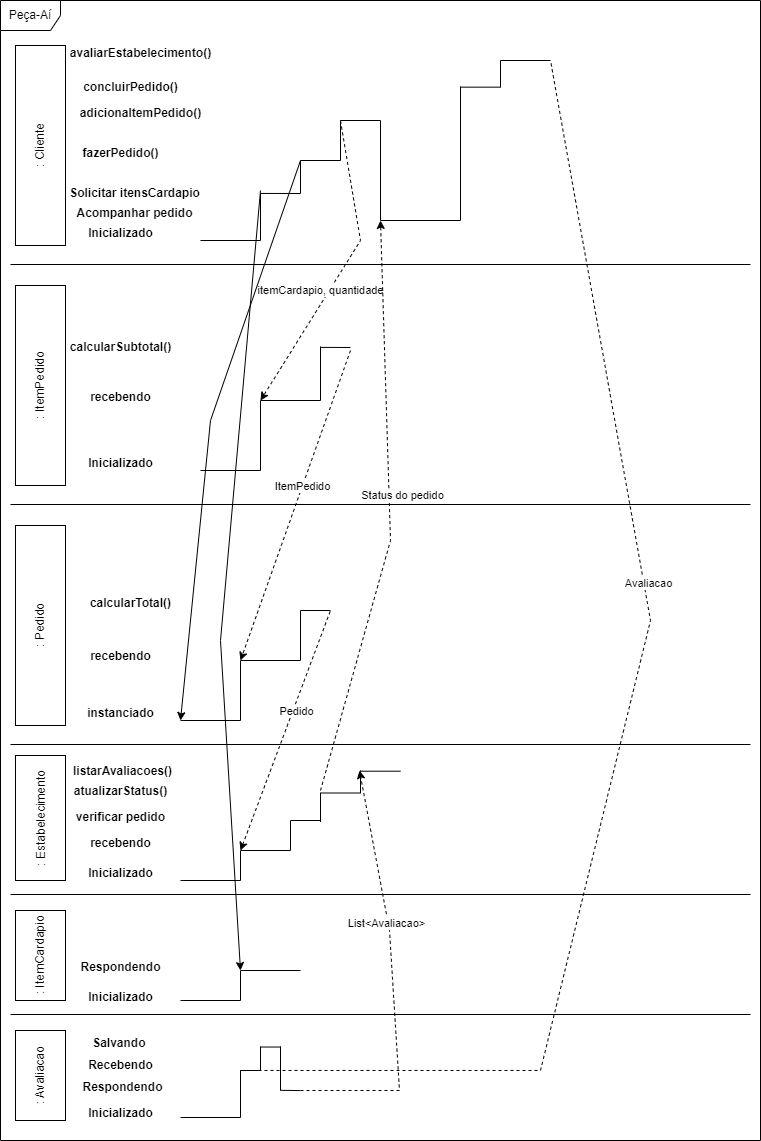 Peça-Aí
: Cliente
avaliarEstabelecimento()
concluirPedido()
adicionaItemPedido()
fazerPedido()
Solicitar itensCardapio
Acompanhar pedido
Inicializado
itemCardapio, quantidade
: ItemPedido
calcularSubtotal()
recebendo
Inicializado
ItemPedido
Status do pedido
: Pedido
Avaliacao
calcularTotal()
recebendo
instanciado
Pedido
: Estabelecimento
listarAvaliacoes()
atualizarStatus()
verificar pedido
recebendo
Inicializado
List<Avaliacao>
: ItemCardapio
Respondendo
Inicializado
: Avaliacao
Salvando
Recebendo
Respondendo
Inicializado